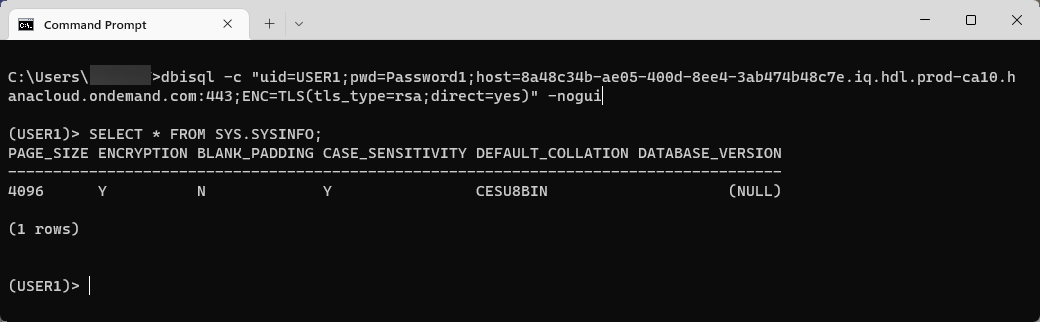 Command Prompt
C:\Users\ >dbisql -c "uid=USER1;pwd=Password1;host=8a48c34b-ae05-400d-8ee4-3ab474b48c7e.iq.hdl.prod-ca10.h
anacloud.ondemand.com:443;ENC=TLS(tls_type=rsa;direct=yes)" -nogui
(USER1)> SELECT * FROM SYS.SYSINFO;
PAGE_SIZE ENCRYPTION BLANK_PADDING CASE_SENSITIVITY DEFAULT_COLLATION DATABASE_VERSION
--------------------------------------------------------------------------------------
4096      Y          N             Y                CESU8BIN                    (NULL)
(1 rows)
(USER1)>